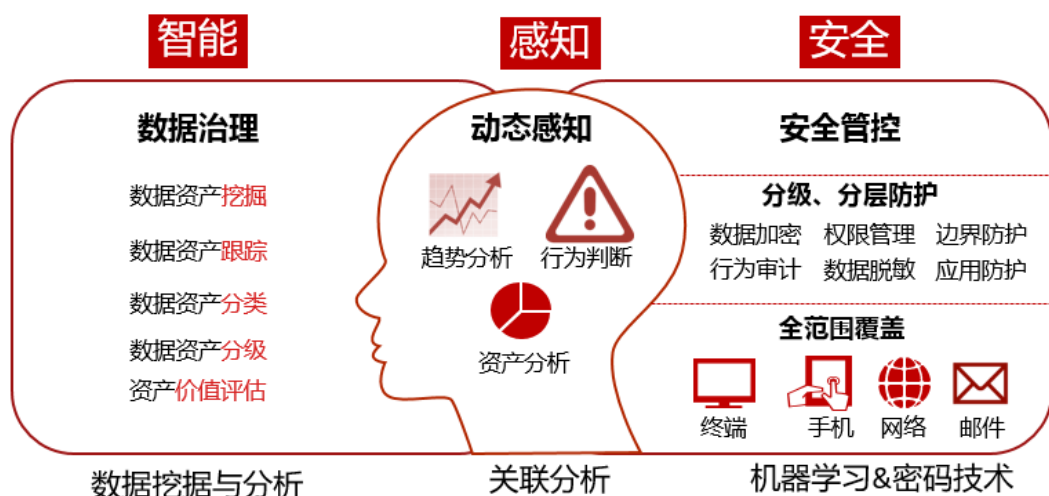 智能
感知
安全
数据治理
数据资产挖掘
数据资产跟踪
数据资产分类
数据资产分级
资产价值评估
动态感知
趋势分析 行为判断
资产分析
安全管控
分级、分层防护
数据加密 权限管理 边界防护
行为审计 数据脱敏 应用防护
全范围覆盖
终端 手机 网络 邮件
数据挖据与分析
关联分析
机器学习&密码技术